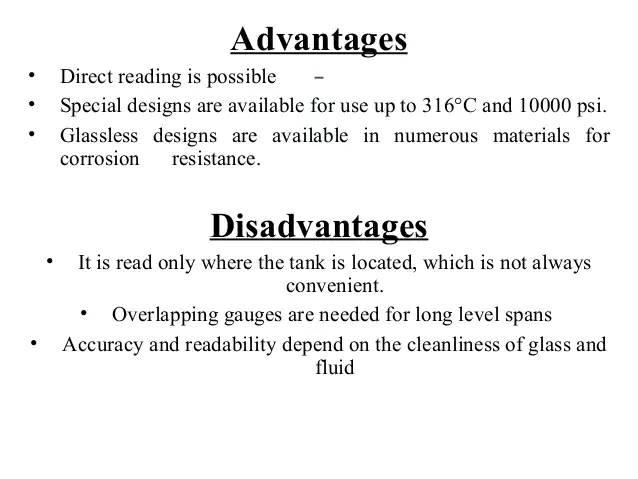 Advantages
• Direct reading is possible –
• Special designs are available for use up to 316°C and 10000 psi.
• Glassless designs are available in numerous materials for
corrosion resistance.
Disadvantages
• It is read only where the tank is located, which is not always
convenient.
• Overlapping gauges are needed for long level spans
• Accuracy and readability depend on the cleanliness of glass and
fluid